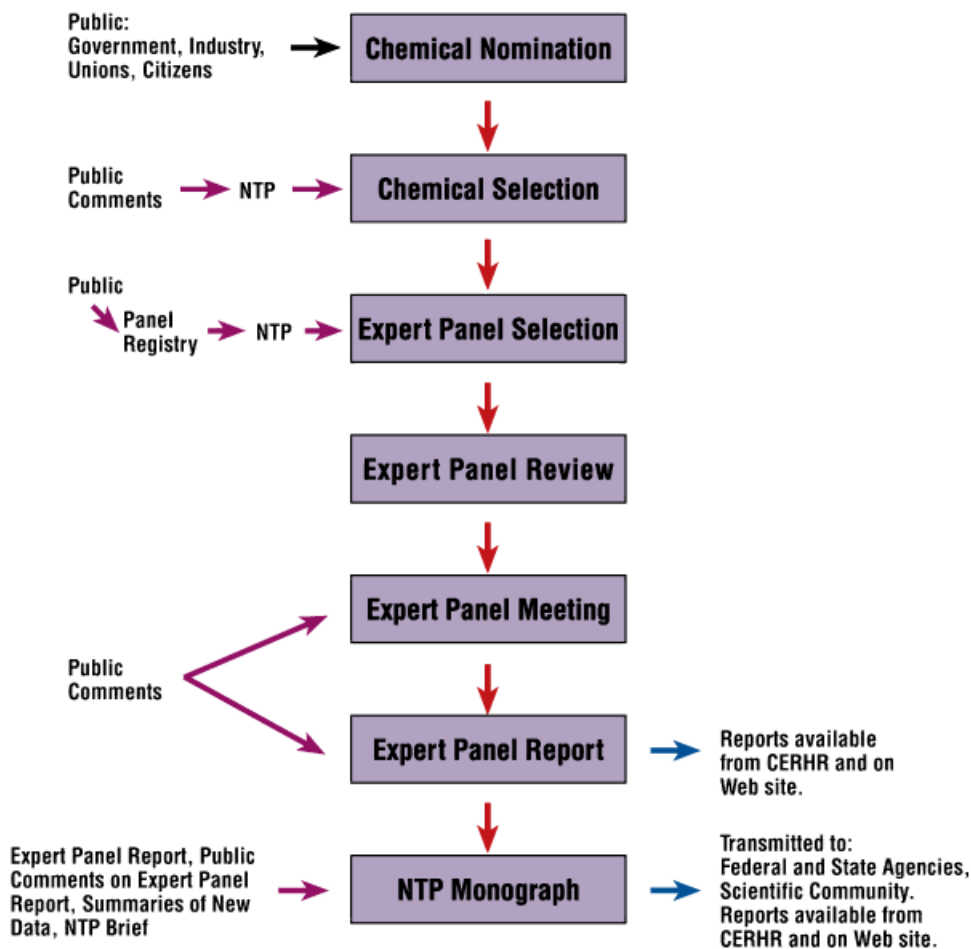 Public:
Government, Industry,
Unions, Citizens
Chemical Nomination
Public
Comments
NTP
Chemical Selection
Public
Panel
Registry
NTP
Expert Panel Selection
Expert Panel Review
Expert Panel Meeting
Public
Comments
Expert Panel Report
Reports available
from CERHR and on
Web site.
Expert Panel Report, Public
Comments on Expert Panel
Report, Summaries of New
Data, NTP Brief
NTP Monograph
Transmitted to:
Federal and State Agencies,
Scientific Community.
Reports available from
CERHR and on Web site.